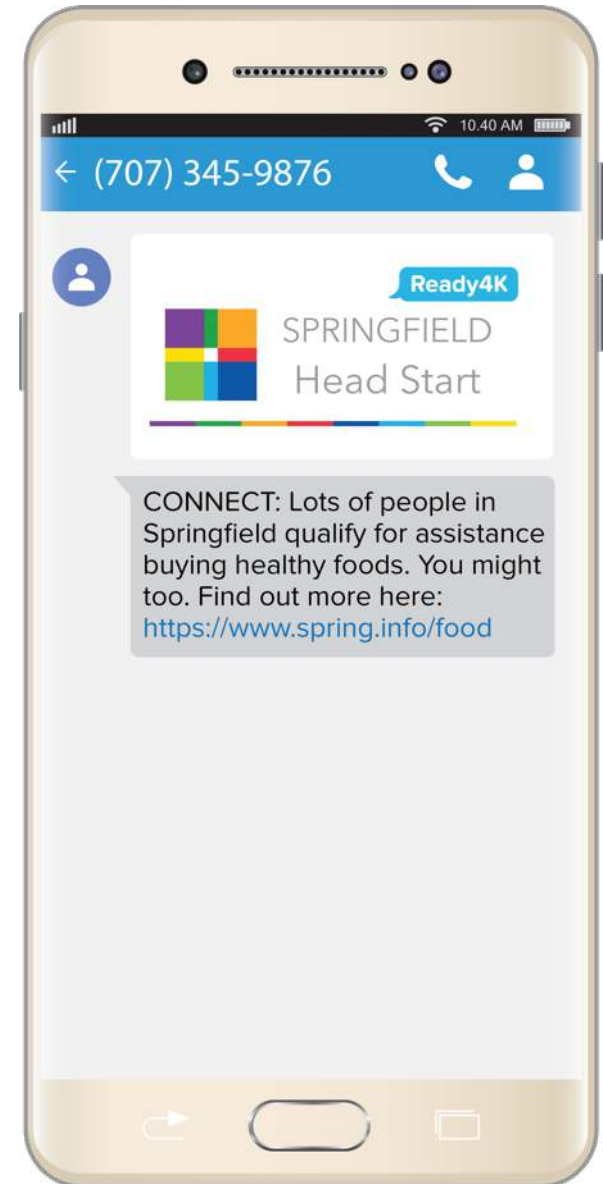 10.40 AM
(707) 345-9876
Ready4K
SPRINGFIELD
Head Start
CONNECT: Lots of people in
Springfield qualify for assistance
buying healthy foods. You might
too. Find out more here:
https://www.spring.info/food